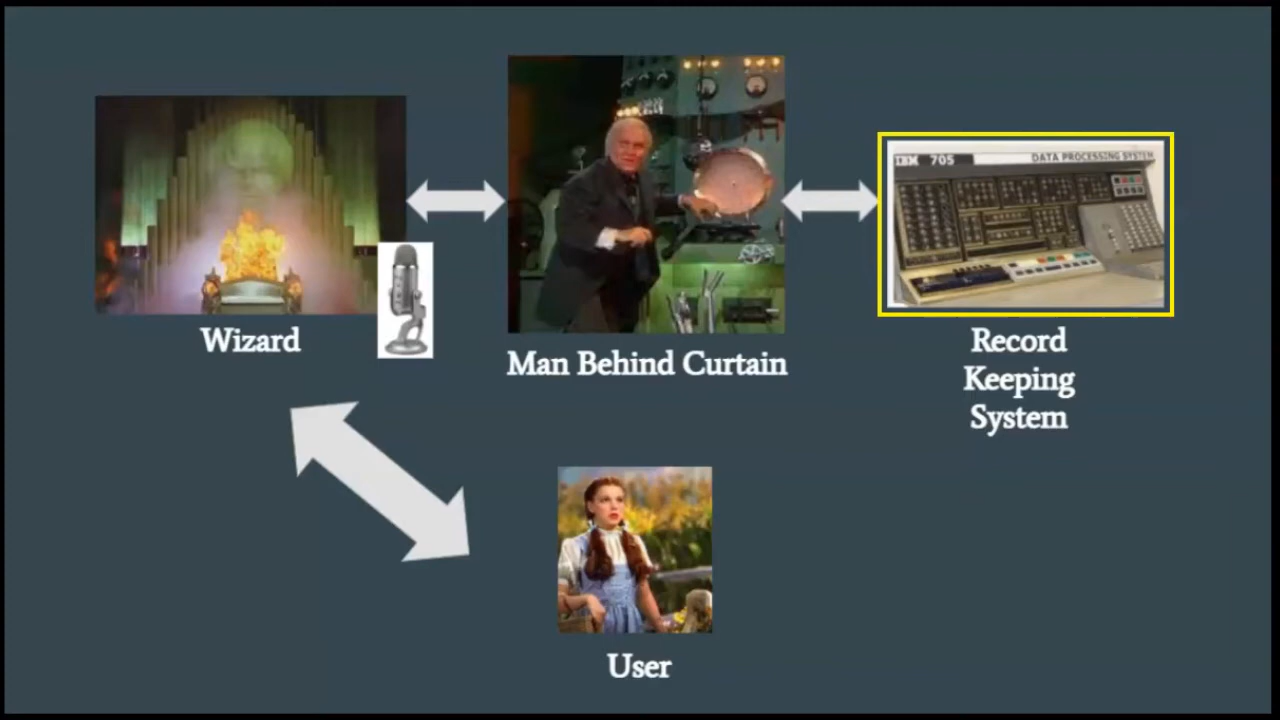 IBM 705 DATA PROCESSING SYSTEM
Wizard
Man Behind Curtain
Record
Keeping
System
User